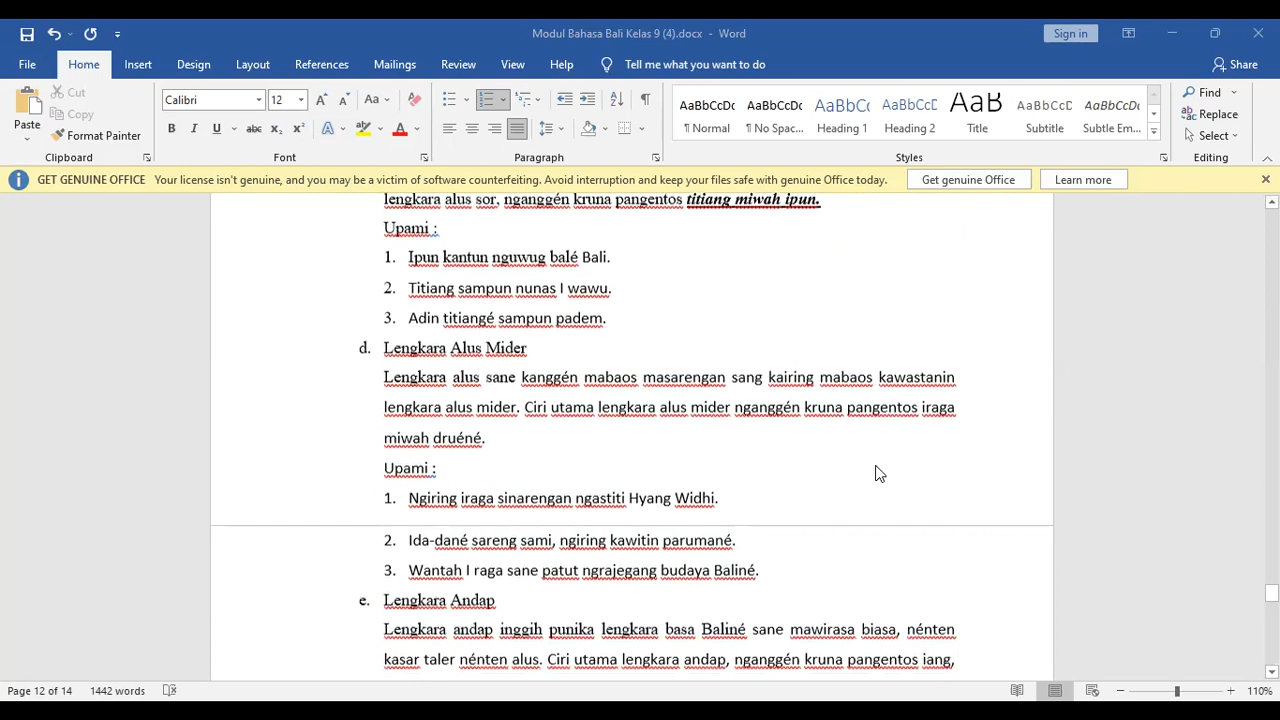 Modul Bahasa Bali Kelas 9 (4).docx - Word
Sign in
File Home Insert Design Layout References Mailings Review View Help Tell me what you want to do Share
Paste
Cut
Copy
Format Painter
Clipboard
Calibri 12
Font
Paragraph
AaBbCcDc AaBbCcDc AaBbCcDc AaBbCcDc AaB AaBbCcDc AaBbCcDc
¶ Normal ¶ No Spac... Heading 1 Heading 2 Title Subtitle Subtle Em...
Styles
Find
Replace
Select
Editing
GET GENUINE OFFICE Your license isn't genuine, and you may be a victim of software counterfeiting. Avoid interruption and keep your files safe with genuine Office today. Get genuine Office Learn more
lengkara alus sor, nganggén kruna pangentos titiang miwah ipun.
Upami :
1. Ipun kantun nguwug balé Bali.
2. Titiang sampun nunas I wawu.
3. Adin titiangé sampun padem.
d. Lengkara Alus Mider
Lengkara alus sane kanggén mabaos masarengan sang kairing mabaos kawastanin
lengkara alus mider. Ciri utama lengkara alus mider nganggén kruna pangentos iraga
miwah druéné.
Upami :
1. Ngiring iraga sinarengan ngastiti Hyang Widhi.
2. Ida-dané sareng sami, ngiring kawitin parumané.
3. Wantah I raga sane patut ngrajegang budaya Baliné.
e. Lengkara Andap
Lengkara andap inggih punika lengkara basa Baliné sane mawirasa biasa, nénten
kasar taler nénten alus. Ciri utama lengkara andap, nganggén kruna pangentos iang,
Page 12 of 14 1442 words 110%